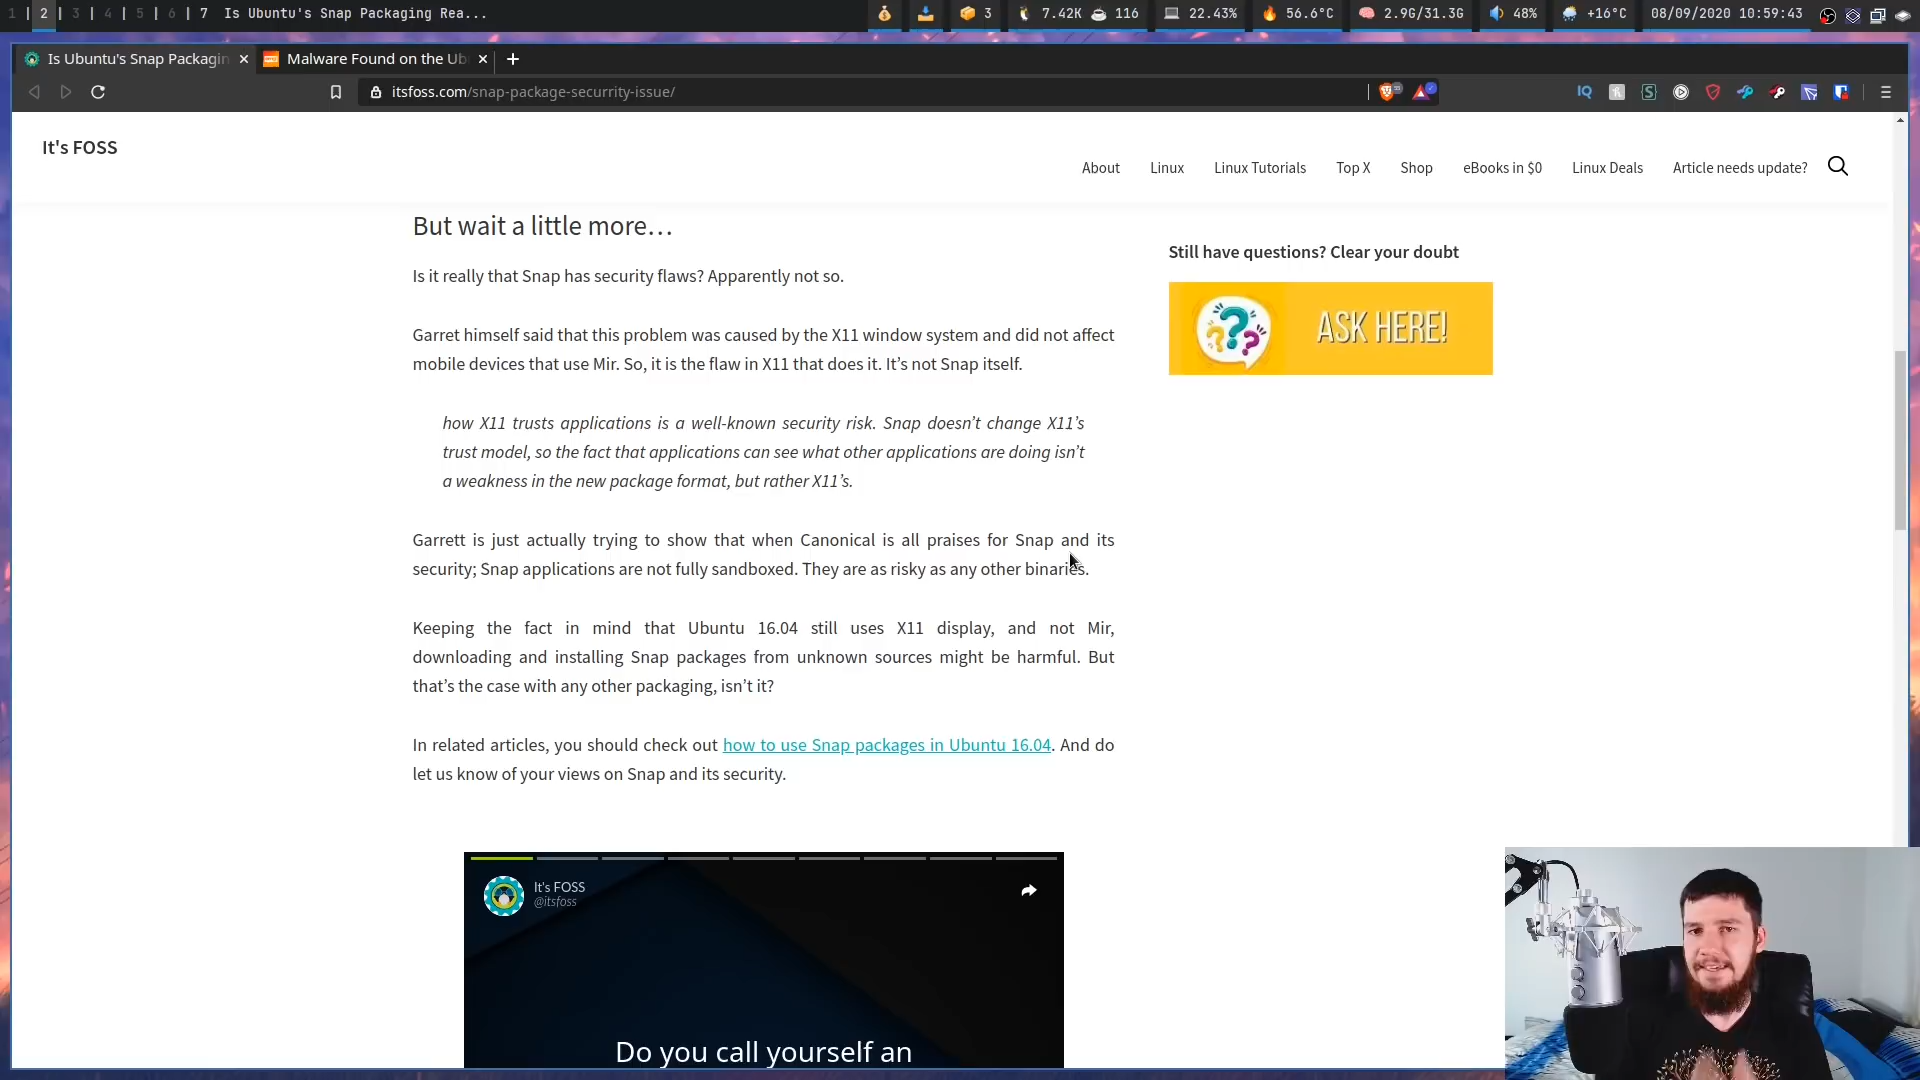 1 | 2 | 3 | 4 | 5 | 6 | 7 Is Ubuntu's Snap Packaging Rea... 3 7.42K 116 22.43% 56.6°C 2.9G/31.3G 48% +16°C 08/09/2020 10:59:43
Is Ubuntu's Snap Packagin Malware Found on the Ub
itsfoss.com/snap-package-securrity-issue/
It's FOSS
About Linux Linux Tutorials Top X Shop eBooks in $0 Linux Deals Article needs update?
But wait a little more…
Is it really that Snap has security flaws? Apparently not so.
Garret himself said that this problem was caused by the X11 window system and did not affect
mobile devices that use Mir. So, it is the flaw in X11 that does it. It’s not Snap itself.
how X11 trusts applications is a well-known security risk. Snap doesn’t change X11’s
trust model, so the fact that applications can see what other applications are doing isn’t
a weakness in the new package format, but rather X11’s.
Garrett is just actually trying to show that when Canonical is all praises for Snap and its
security; Snap applications are not fully sandboxed. They are as risky as any other binaries.
Keeping the fact in mind that Ubuntu 16.04 still uses X11 display, and not Mir,
downloading and installing Snap packages from unknown sources might be harmful. But
that’s the case with any other packaging, isn’t it?
In related articles, you should check out how to use Snap packages in Ubuntu 16.04. And do
let us know of your views on Snap and its security.
Still have questions? Clear your doubt
ASK HERE!
It's FOSS
@itsfoss
Do you call yourself an